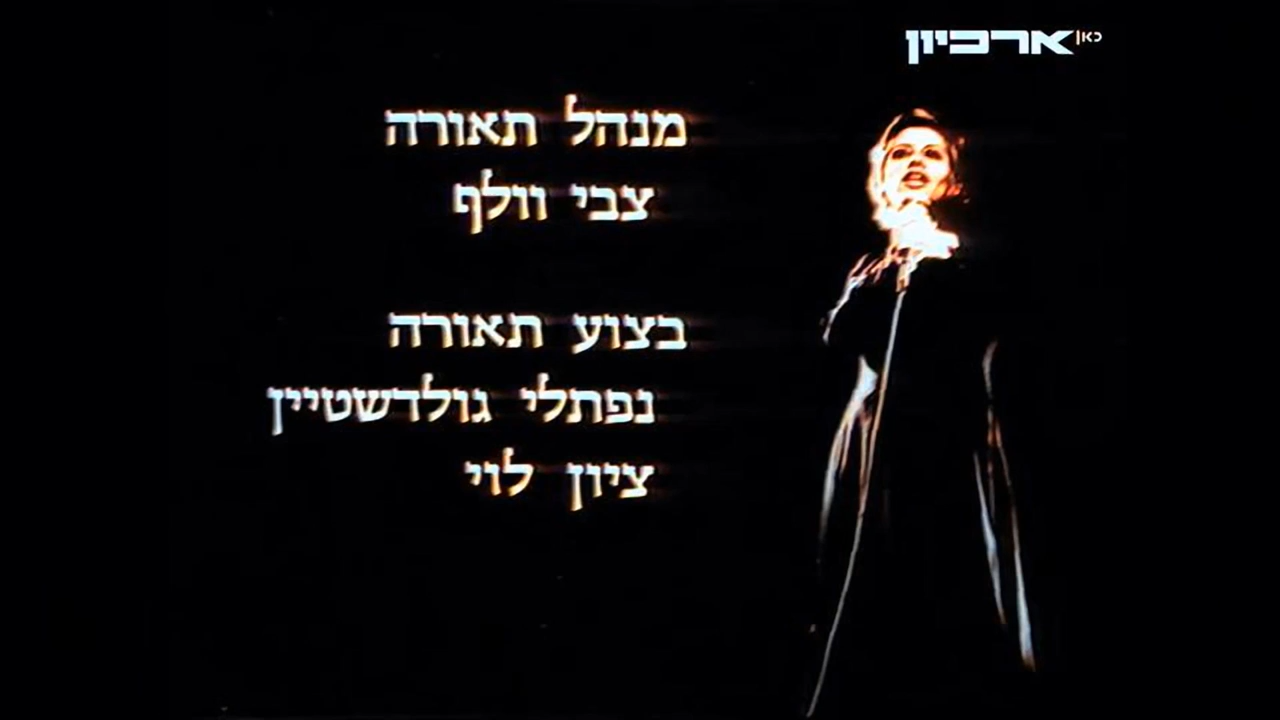 כאן ארכיון
מנהל תאורה
צבי וולף
בצוע תאורה
נפתלי גולדשטיין
ציון לוי